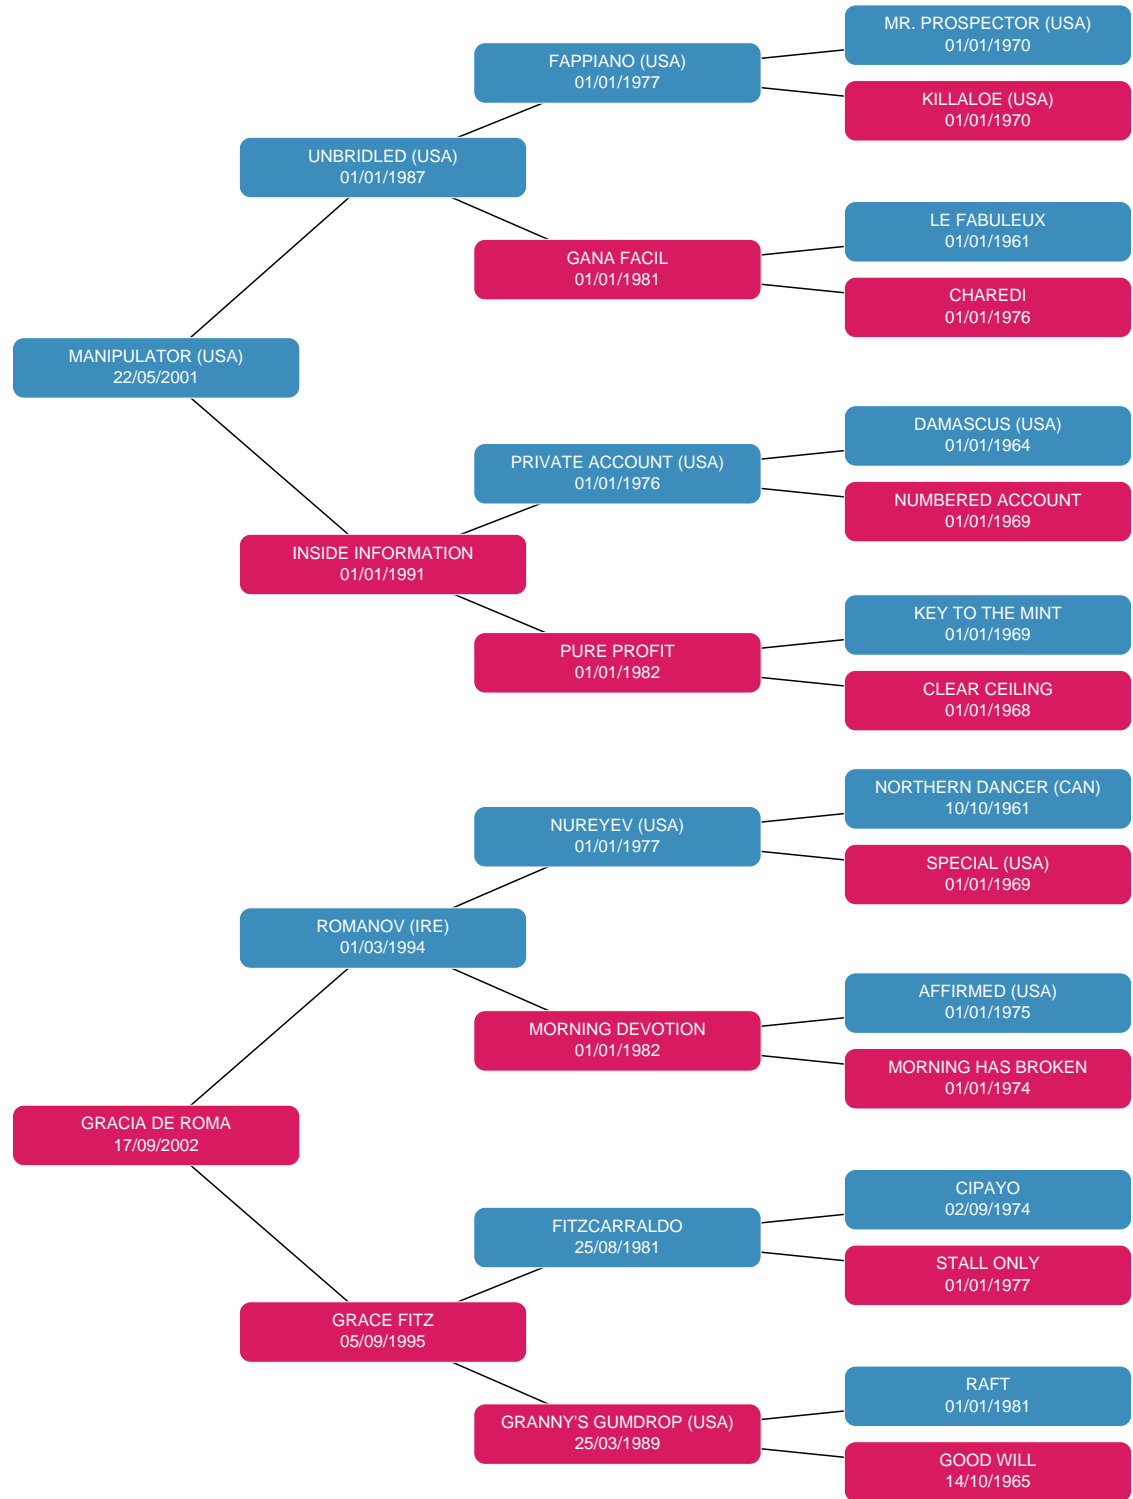 MR. PROSPECTOR (USA)
01/01/1970
FAPPIANO (USA)
01/01/1977
KILLALOE (USA)
01/01/1970
UNBRIDLED (USA)
01/01/1987
LE FABULEUX
01/01/1961
GANA FACIL
01/01/1981
CHAREDI
01/01/1976
MANIPULATOR (USA)
22/05/2001
DAMASCUS (USA)
01/01/1964
PRIVATE ACCOUNT (USA)
01/01/1976
NUMBERED ACCOUNT
01/01/1969
INSIDE INFORMATION
01/01/1991
KEY TO THE MINT
01/01/1969
PURE PROFIT
01/01/1982
CLEAR CEILING
01/01/1968
NORTHERN DANCER (CAN)
10/10/1961
NUREYEV (USA)
01/01/1977
SPECIAL (USA)
01/01/1969
ROMANOV (IRE)
01/03/1994
AFFIRMED (USA)
01/01/1975
MORNING DEVOTION
01/01/1982
MORNING HAS BROKEN
01/01/1974
GRACIA DE ROMA
17/09/2002
CIPAYO
02/09/1974
FITZCARRALDO
25/08/1981
STALL ONLY
01/01/1977
GRACE FITZ
05/09/1995
RAFT
01/01/1981
GRANNY'S GUMDROP (USA)
25/03/1989
GOOD WILL
14/10/1965